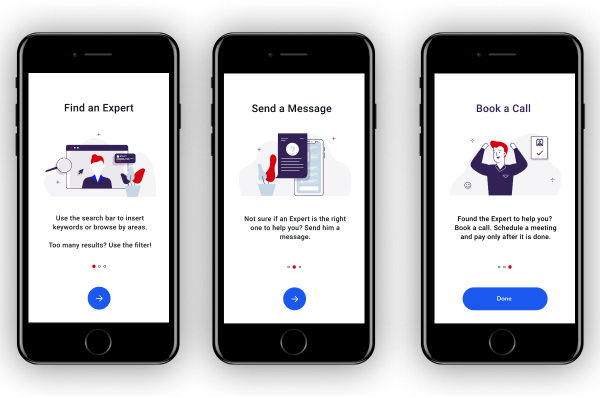 Find an Expert
Use the search bar to insert
keywords or browse by areas.
Too many results? Use the filter!
Send a Message
Not sure if an Expert is the right
one to help you? Send him a
message.
Book a Call
Found the Expert to help you?
Book a call. Schedule a meeting
and pay only after it is done.
Done